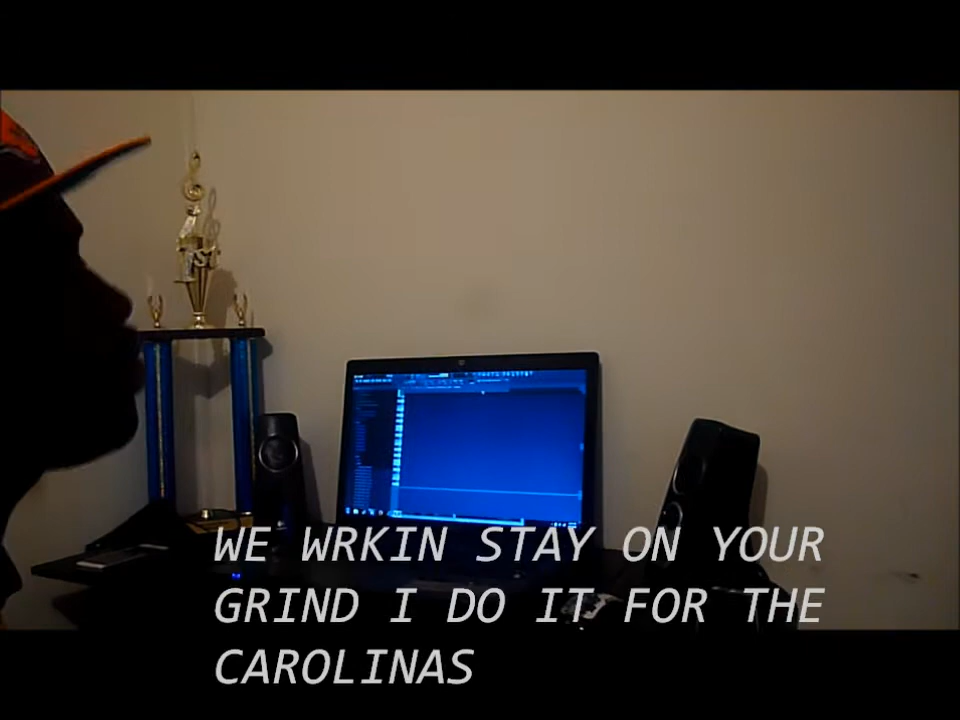 WE WRKIN STAY ON YOUR
GRIND I DO IT FOR THE
CAROLINAS